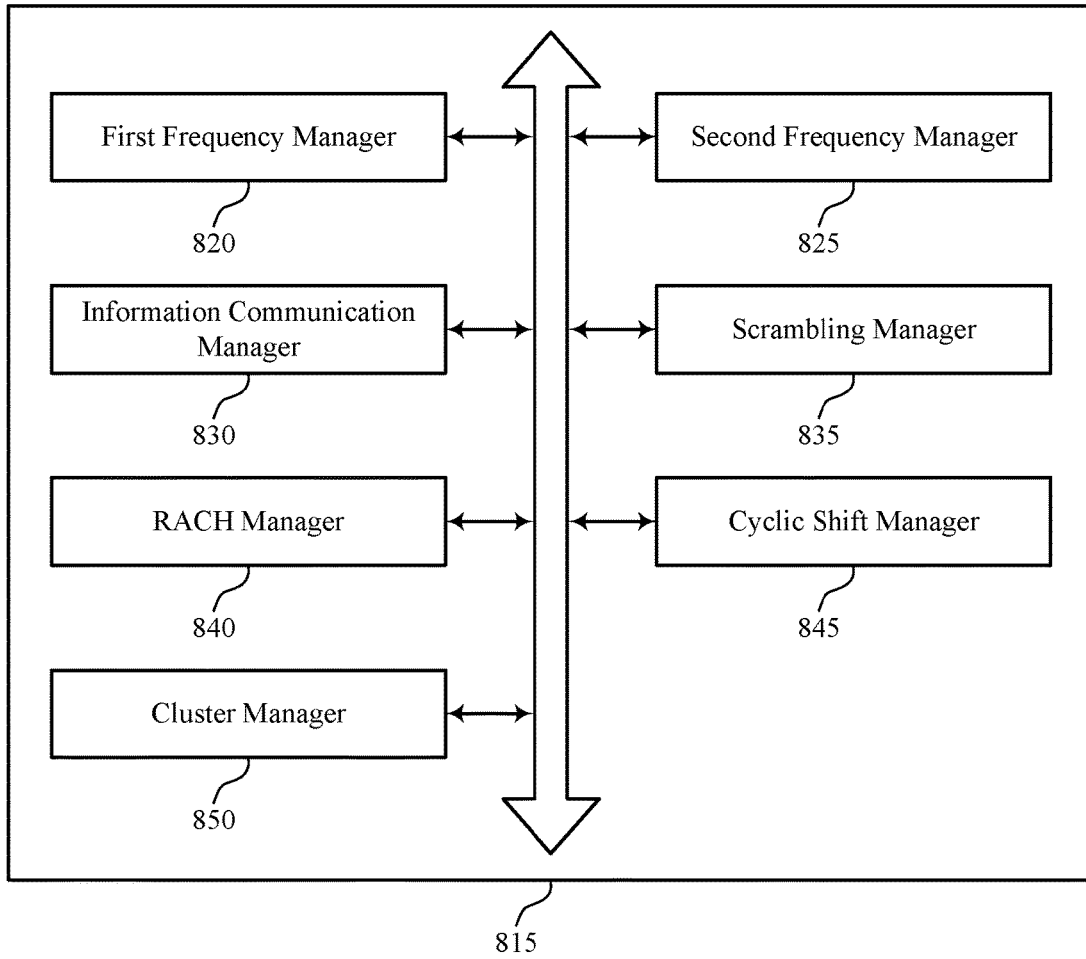 First Frequency Manager
Second Frequency Manager
820
825
Information Communication
Manager
Scrambling Manager
830
835
RACH Manager
Cyclic Shift Manager
840
845
Cluster Manager
850
815